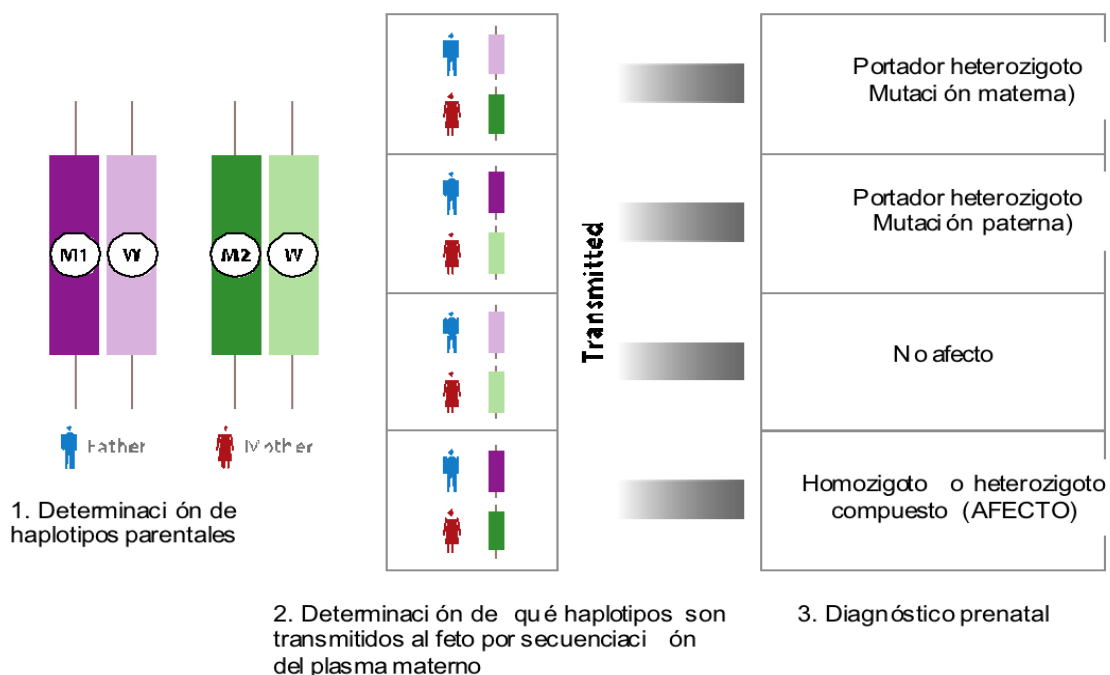 M1 W M2 W
Father Mother
1. Determinaci ón de
haplotipos parentales
Transmitted
2. Determinaci ón de qu é haplotipos son
transmitidos al feto por secuenciaci ón
del plasma materno
Portador heterozigoto
Mutaci ón materna)
Portador heterozigoto
Mutaci ón paterna)
N o afecto
Homozigoto o heterozigoto
compuesto (AFECTO)
3. Diagnóstico prenatal